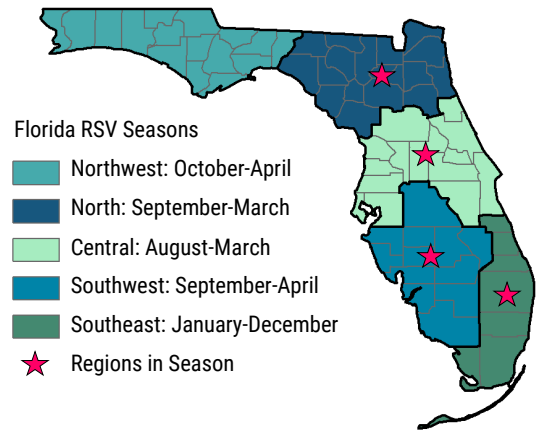 Florida RSV Seasons
Northwest: October-April
North: September-March
Central: August-March
Southwest: September-April
Southeast: January-December
Regions in Season